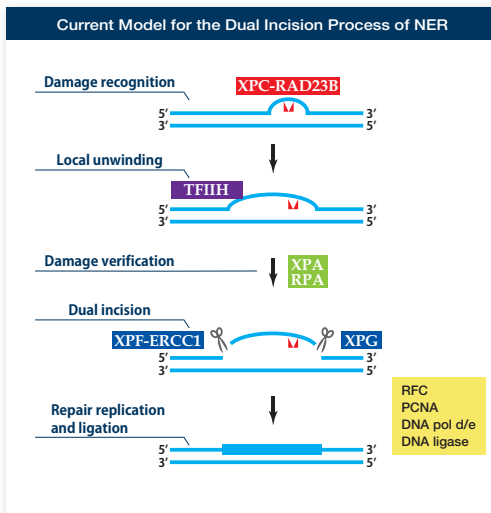 Current Model for the Dual Incision Process of NER
Damage recognition
XPC-RAD23B
5′ 3′
3′ 5′
Local unwinding
TFIIH
5′ 3′
3′ 5′
Damage verification
XPA
RPA
Dual incision
XPF-ERCC1 XPG
5′ 3′
3′ 5′
RFC
PCNA
DNA pol d/e
DNA ligase
Repair replication
and ligation
5′ 3′
3′ 5′